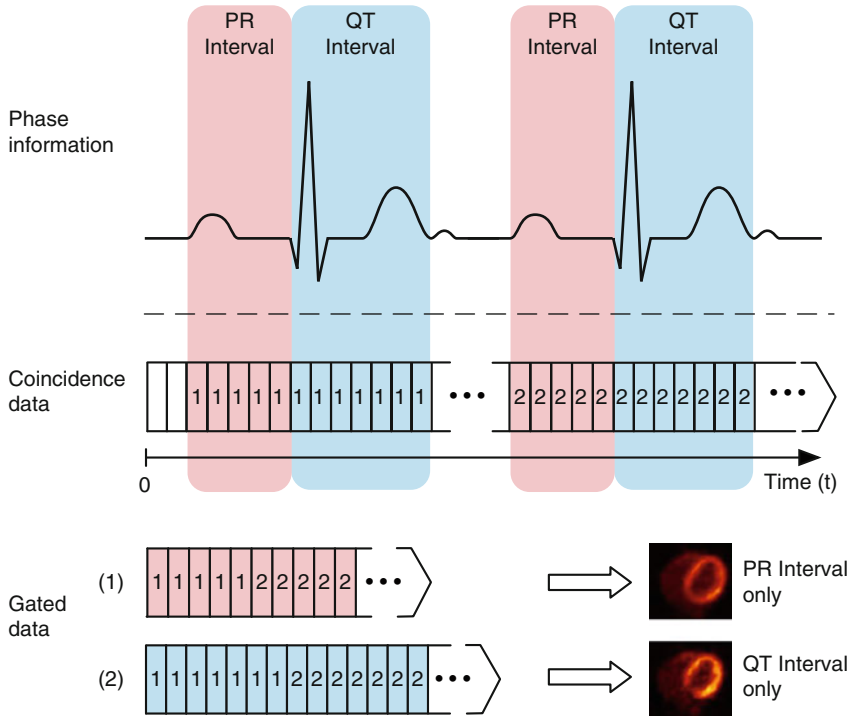 PR
Interval
QT
Interval
PR
Interval
QT
Interval
Phase
information
Coincidence
data
1 1 1 1 1 1 1 1 1 1 1 1 ••• 2 2 2 2 2 2 2 2 2 2 2 2 •••
0
Time (t)
Gated
data
(1)
1 1 1 1 1 2 2 2 2 2 •••
PR Interval
only
(2)
1 1 1 1 1 1 1 2 2 2 2 2 2 2 •••
QT Interval
only